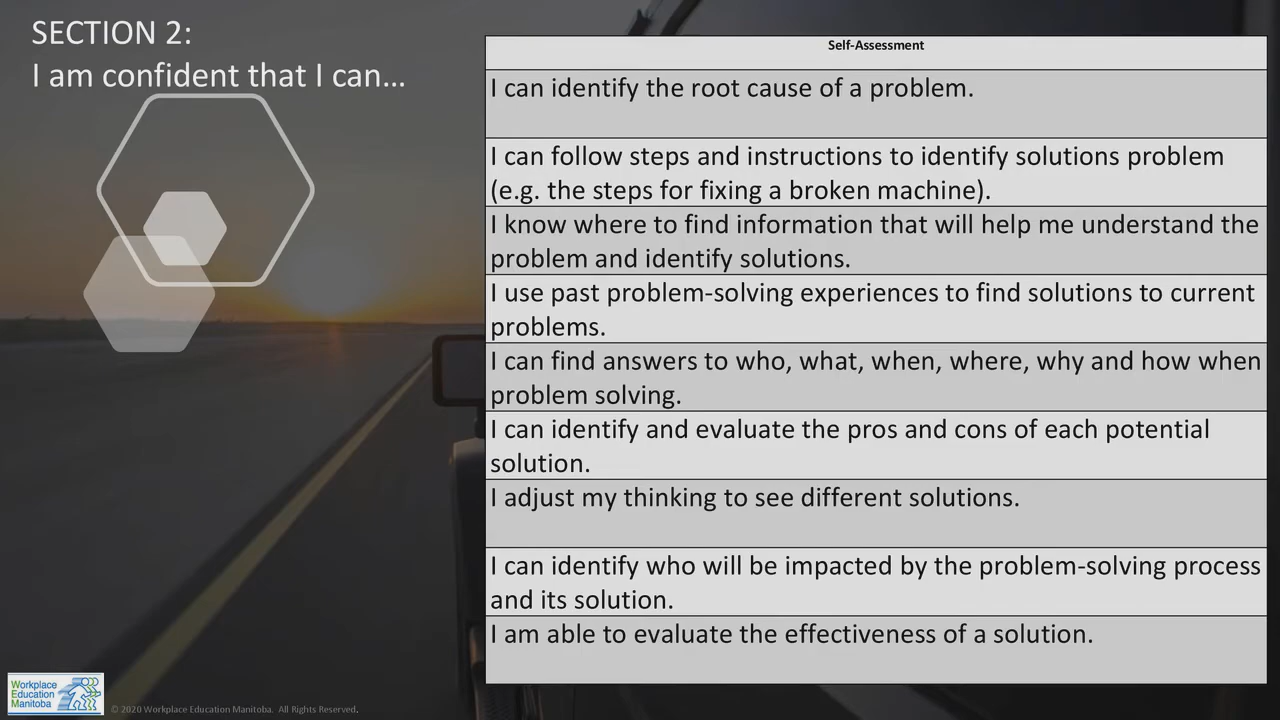 SECTION 2:
I am confident that I can...
Self-Assessment
I can identify the root cause of a problem.
I can follow steps and instructions to identify solutions problem
(e.g. the steps for fixing a broken machine).
I know where to find information that will help me understand the
problem and identify solutions.
I use past problem-solving experiences to find solutions to current
problems.
I can find answers to who, what, when, where, why and how when
problem solving.
I can identify and evaluate the pros and cons of each potential
solution.
I adjust my thinking to see different solutions.
I can identify who will be impacted by the problem-solving process
and its solution.
I am able to evaluate the effectiveness of a solution.
Workplace
Education
Manitoba
© 2020 Workplace Education Manitoba. All Rights Reserved.